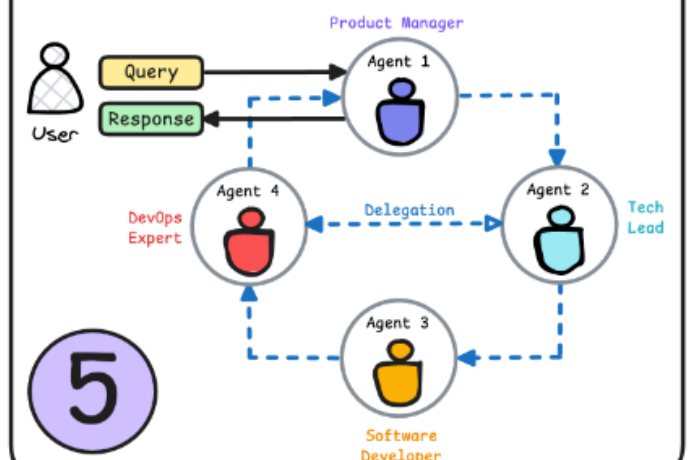 Product Manager
Agent 1
Query
Response
User
Agent 4
Agent 2
DevOps
Expert
Delegation
Tech
Lead
Agent 3
5
Software
Developer